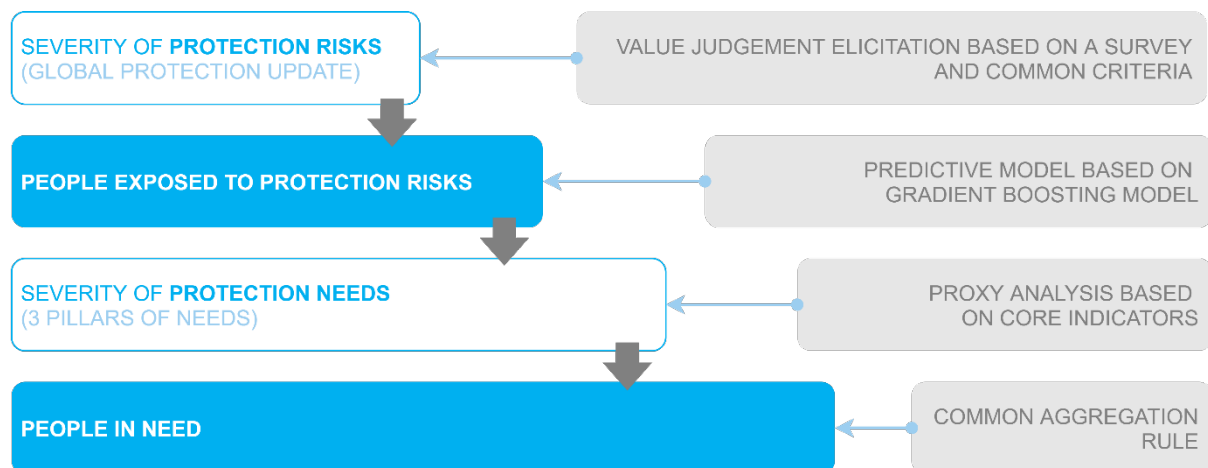 SEVERITY OF PROTECTION RISKS
(GLOBAL PROTECTION UPDATE)
VALUE JUDGEMENT ELICITATION BASED ON A SURVEY
AND COMMON CRITERIA
PEOPLE EXPOSED TO PROTECTION RISKS
PREDICTIVE MODEL BASED ON
GRADIENT BOOSTING MODEL
SEVERITY OF PROTECTION NEEDS
(3 PILLARS OF NEEDS)
PROXY ANALYSIS BASED
ON CORE INDICATORS
PEOPLE IN NEED
COMMON AGGREGATION
RULE